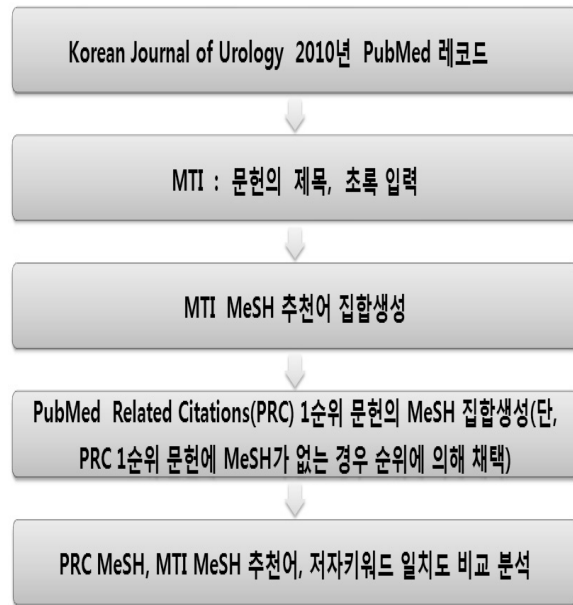 Korean Journal of Urology 2010년 PubMed 레코드
MTI : 문헌의 제목, 초록 입력
MTI MeSH 추천어 집합생성
PubMed Related Citations(PRC) 1순위 문헌의 MeSH 집합생성(단,
PRC 1순위 문헌에 MeSH가 없는 경우 순위에 의해 채택)
PRC MeSH, MTI MeSH 추천어, 저자키워드 일치도 비교 분석